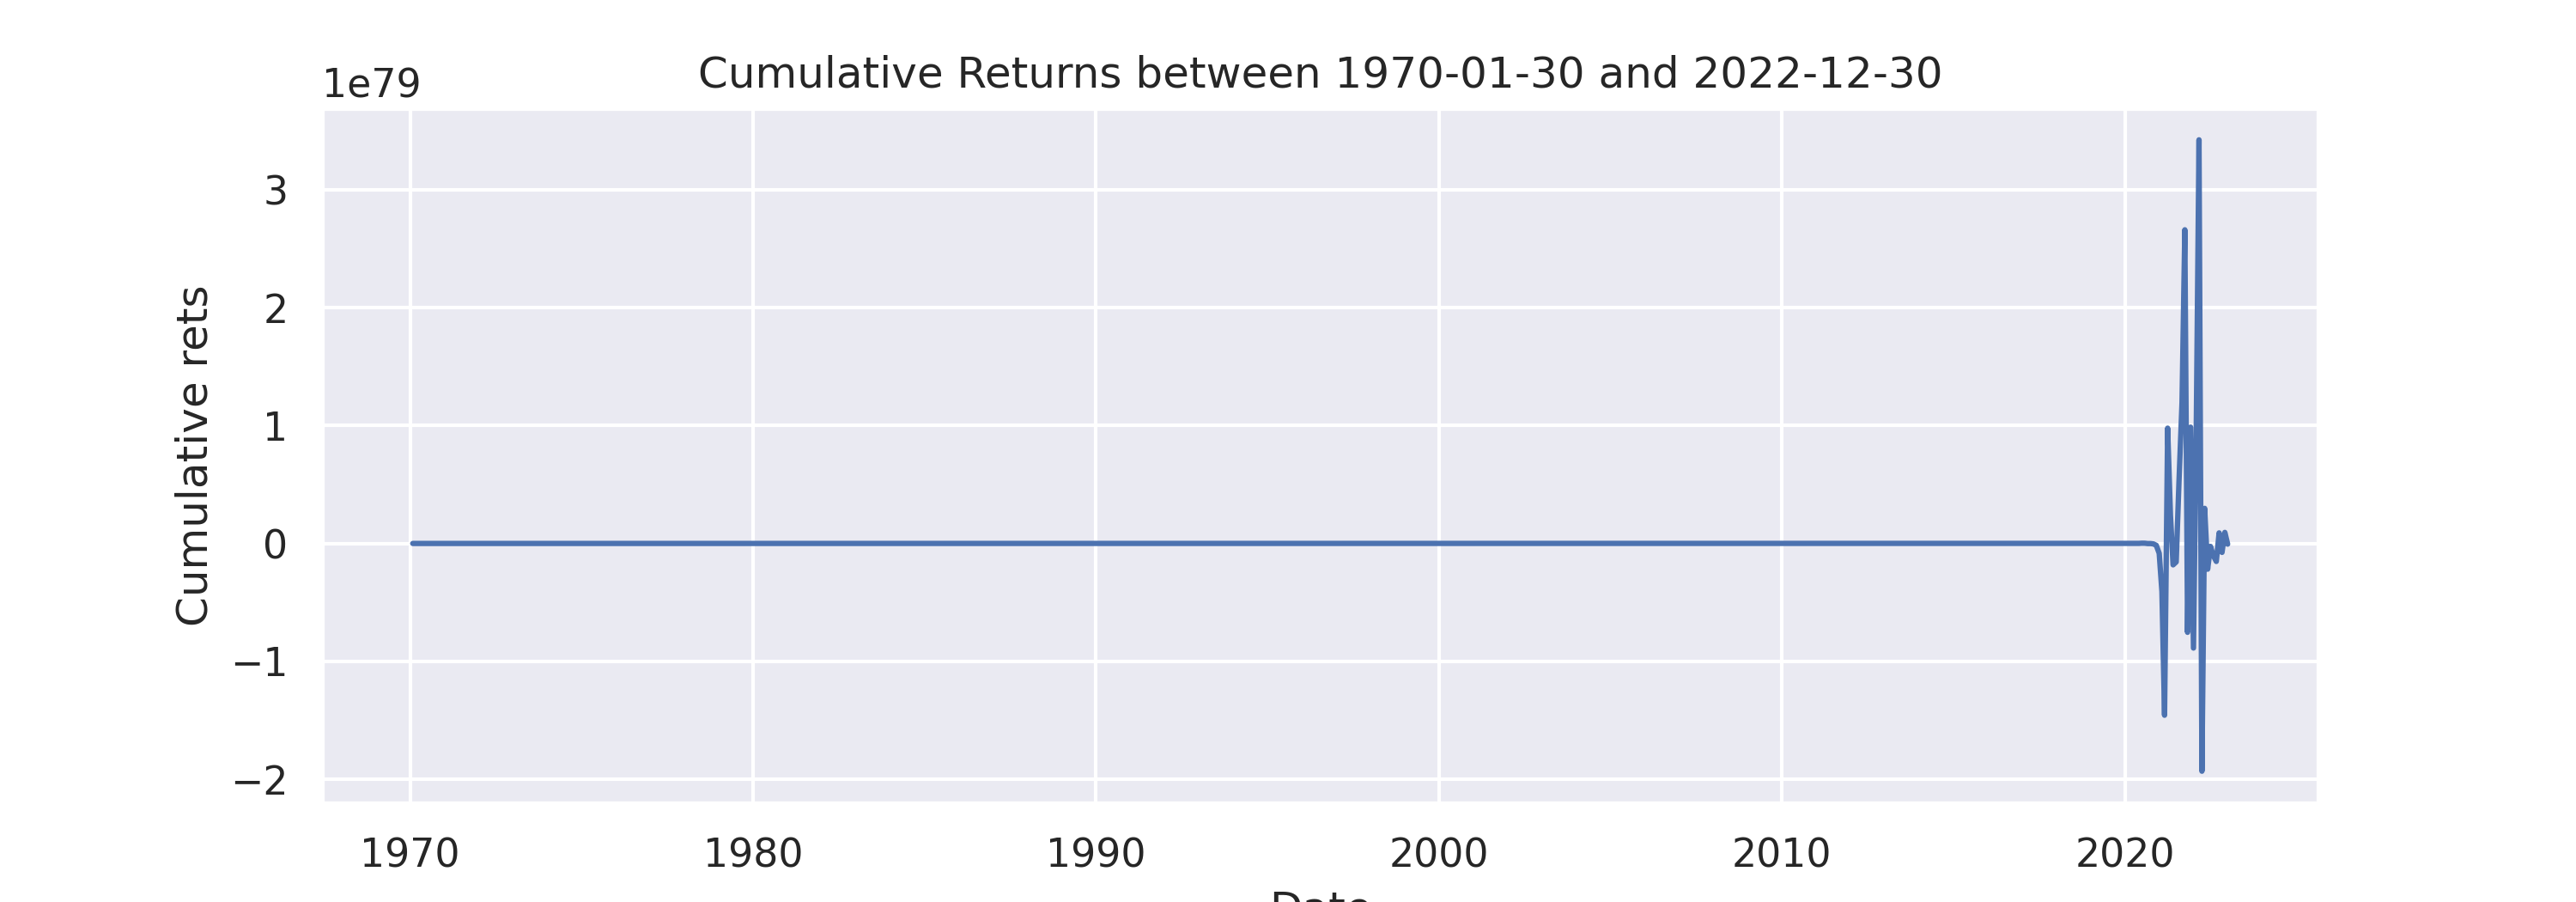 Cumulative Returns between 1970-01-30 and 2022-12-30
1e79
3
2
1
0
−1
−2
Cumulative rets
1970 1980 1990 2000 2010 2020
Date